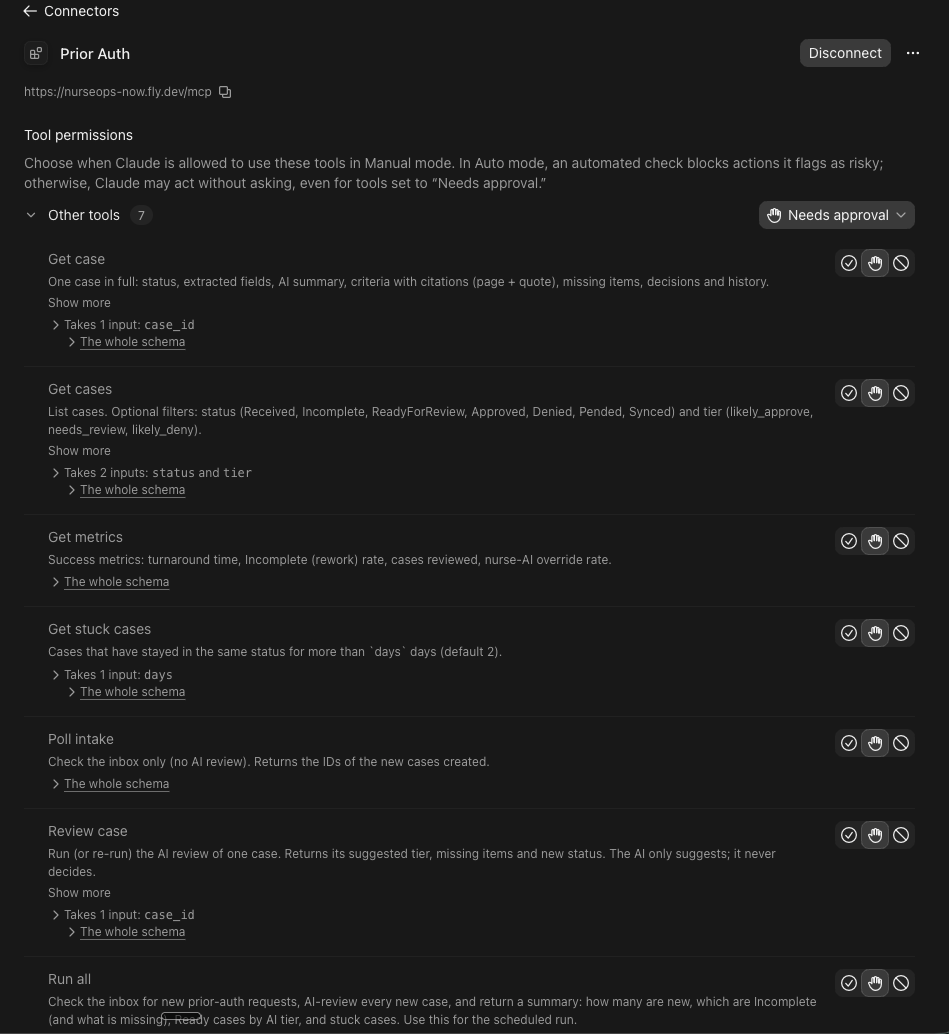 Connectors
Prior Auth
Disconnect
https://nurseops-now.fly.dev/mcp
Tool permissions
Choose when Claude is allowed to use these tools in Manual mode. In Auto mode, an automated check blocks actions it flags as risky;
otherwise, Claude may act without asking, even for tools set to “Needs approval.”
Other tools 7
Needs approval
Get case
One case in full: status, extracted fields, AI summary, criteria with citations (page + quote), missing items, decisions and history.
Show more
Takes 1 input: case_id
The whole schema
Get cases
List cases. Optional filters: status (Received, Incomplete, ReadyForReview, Approved, Denied, Pended, Synced) and tier (likely_approve,
needs_review, likely_deny).
Show more
Takes 2 inputs: status and tier
The whole schema
Get metrics
Success metrics: turnaround time, Incomplete (rework) rate, cases reviewed, nurse-AI override rate.
The whole schema
Get stuck cases
Cases that have stayed in the same status for more than `days` days (default 2).
Takes 1 input: days
The whole schema
Poll intake
Check the inbox only (no AI review). Returns the IDs of the new cases created.
The whole schema
Review case
Run (or re-run) the AI review of one case. Returns its suggested tier, missing items and new status. The AI only suggests; it never
decides.
Show more
Takes 1 input: case_id
The whole schema
Run all
Check the inbox for new prior-auth requests, AI-review every new case, and return a summary: how many are new, which are Incomplete
(and what is missing), Ready cases by AI tier, and stuck cases. Use this for the scheduled run.